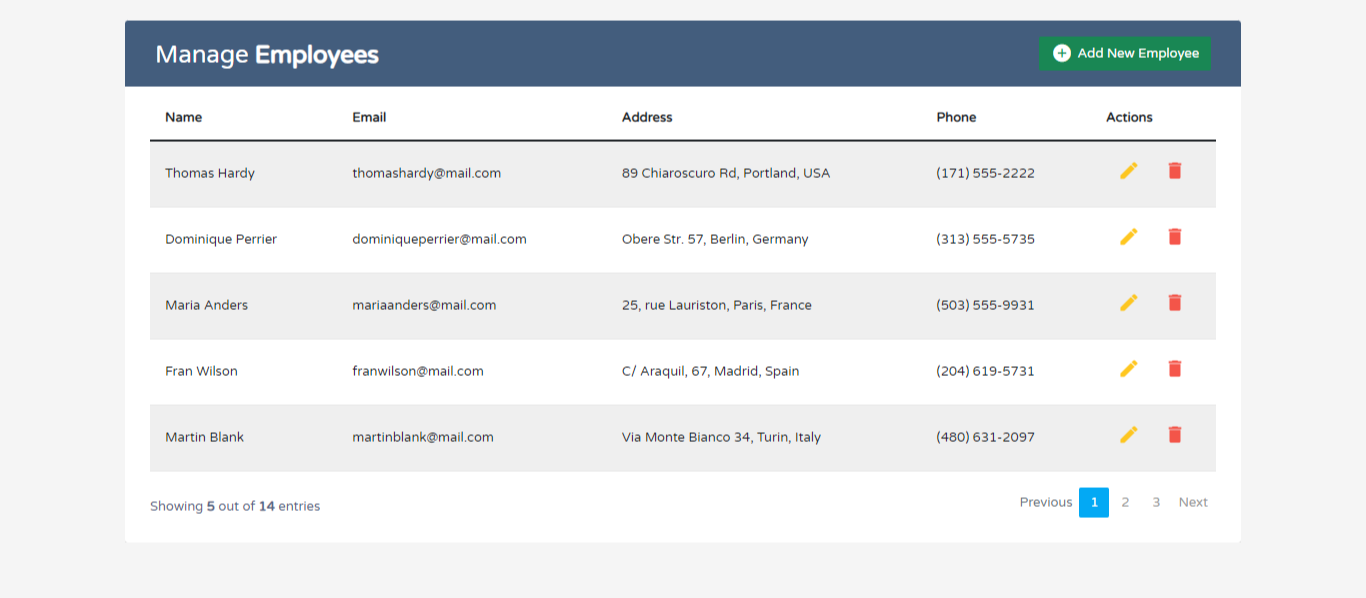 Manage Employees
Add New Employee
Name Email Address Phone Actions
Thomas Hardy thomashardy@mail.com 89 Chiaroscuro Rd, Portland, USA (171) 555-2222
Dominique Perrier dominiqueperrier@mail.com Obere Str. 57, Berlin, Germany (313) 555-5735
Maria Anders mariaanders@mail.com 25, rue Lauriston, Paris, France (503) 555-9931
Fran Wilson franwilson@mail.com C/ Araquil, 67, Madrid, Spain (204) 619-5731
Martin Blank martinblank@mail.com Via Monte Bianco 34, Turin, Italy (480) 631-2097
Showing 5 out of 14 entries
Previous 1 2 3 Next